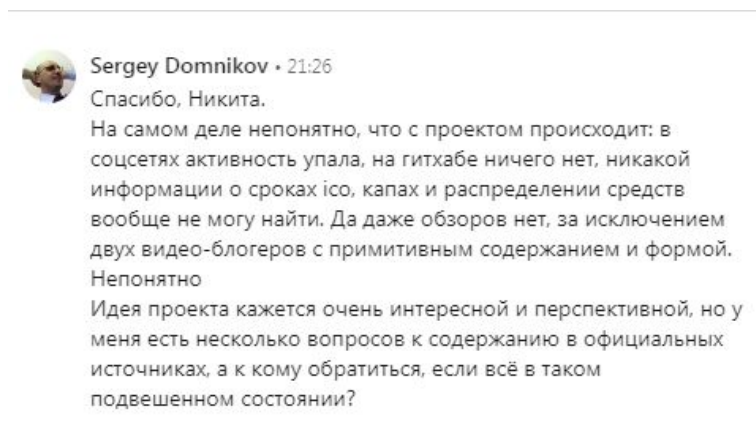 Sergey Domnikov • 21:26
Спасибо, Никита.
На самом деле непонятно, что с проектом происходит: в
соцсетях активность упала, на гитхабе ничего нет, никакой
информации о сроках ico, капах и распределении средств
вообще не могу найти. Да даже обзоров нет, за исключением
двух видео-блогеров с примитивным содержанием и формой.
Непонятно
Идея проекта кажется очень интересной и перспективной, но у
меня есть несколько вопросов к содержанию в официальных
источниках, а к кому обратиться, если всё в таком
подвешенном состоянии?